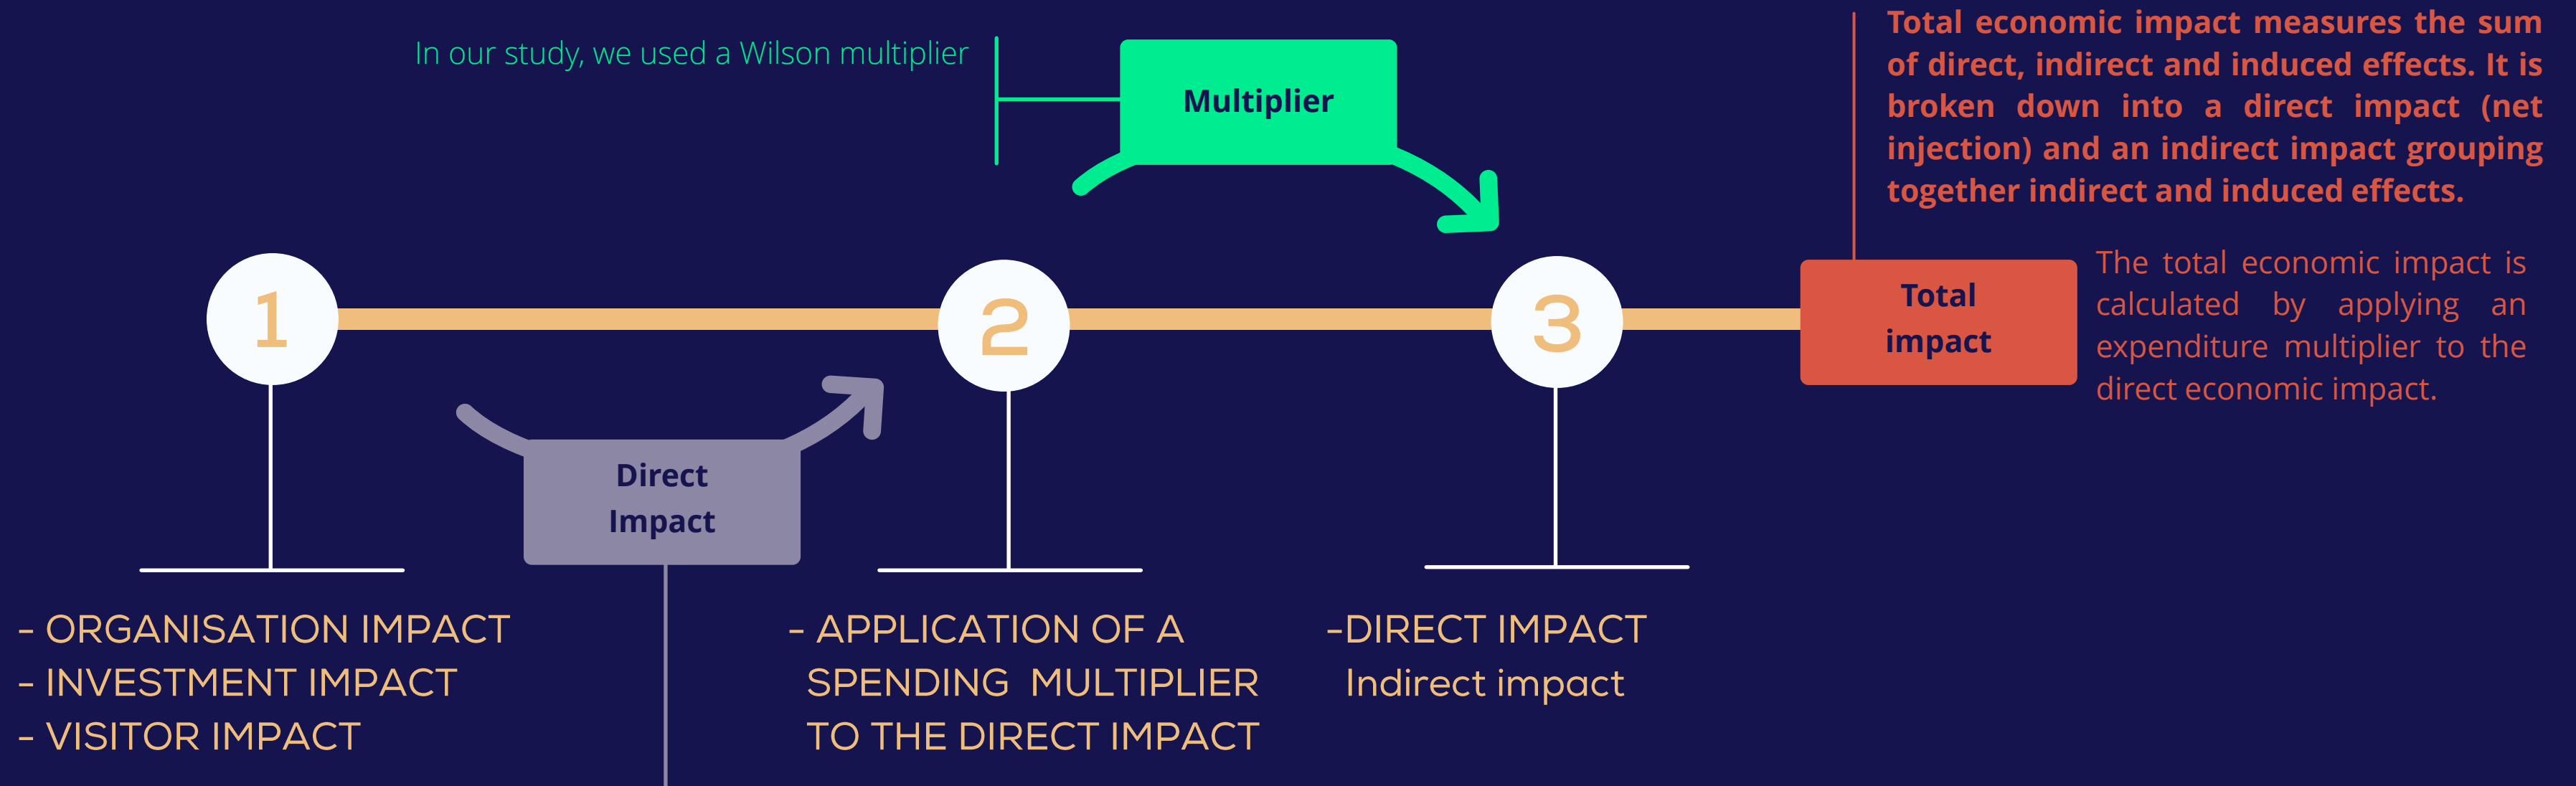 In our study, we used a Wilson multiplier
Multiplier
Total economic impact measures the sum
of direct, indirect and induced effects. It is
broken down into a direct impact (net
injection) and an indirect impact grouping
together indirect and induced effects.
1
2
3
Total
impact
The total economic impact is
calculated by applying an
expenditure multiplier to the
direct economic impact.
Direct
Impact
- ORGANISATION IMPACT
- INVESTMENT IMPACT
- VISITOR IMPACT
- APPLICATION OF A
SPENDING MULTIPLIER
TO THE DIRECT IMPACT
-DIRECT IMPACT
Indirect impact